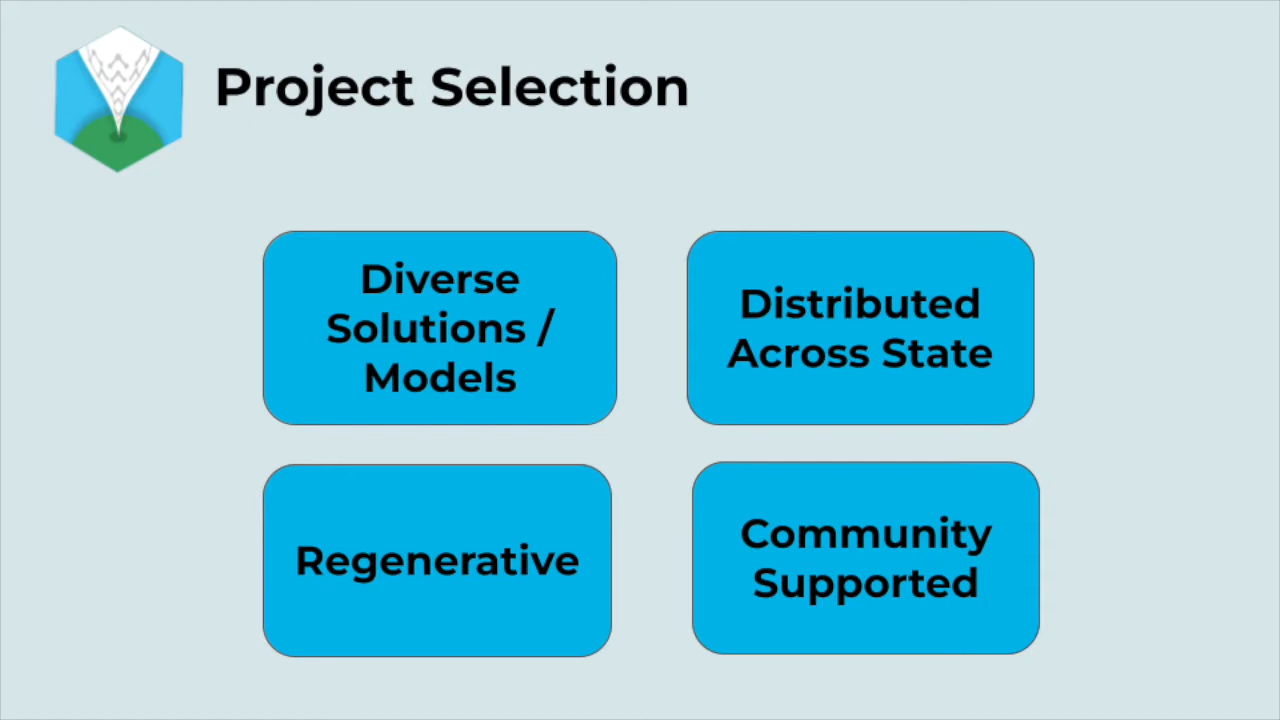 Project Selection
Diverse
Solutions /
Models
Distributed
Across State
Regenerative
Community
Supported